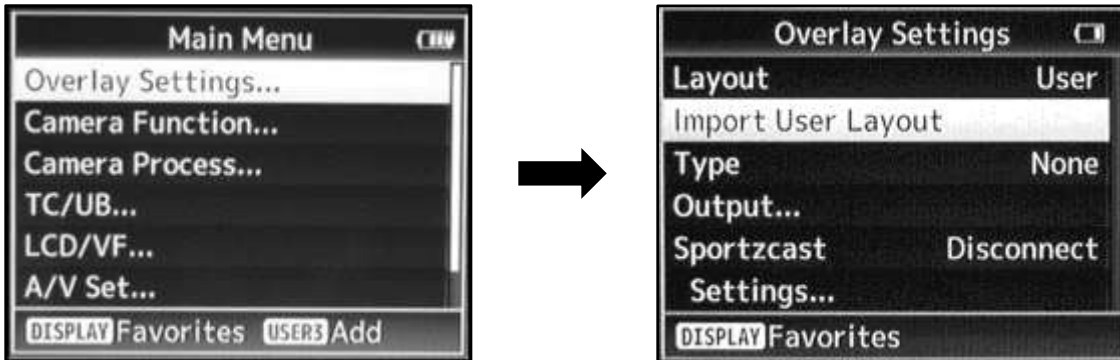 Main Menu
Overlay Settings...
Camera Function...
Camera Process...
TC/UB...
LCD/VF...
A/V Set...
DISPLAY Favorites USER3 Add
Overlay Settings
Layout User
Import User Layout
Type None
Output...
Sportzcast Disconnect
Settings...
DISPLAY Favorites